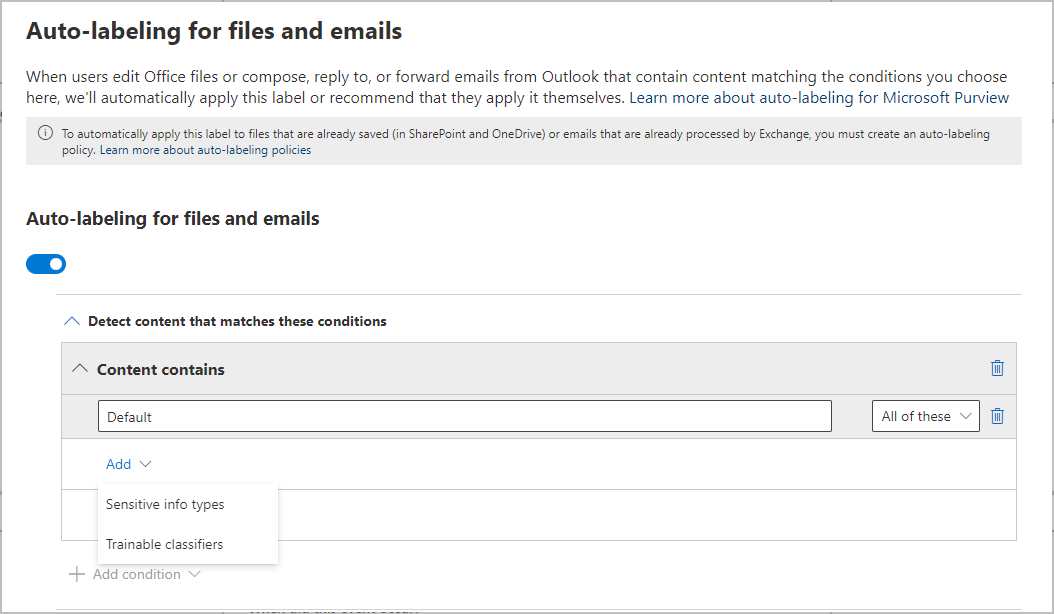 Auto-labeling for files and emails
When users edit Office files or compose, reply to, or forward emails from Outlook that contain content matching the conditions you choose
here, we'll automatically apply this label or recommend that they apply it themselves. Learn more about auto-labeling for Microsoft Purview
To automatically apply this label to files that are already saved (in SharePoint and OneDrive) or emails that are already processed by Exchange, you must create an auto-labeling
policy. Learn more about auto-labeling policies
Auto-labeling for files and emails
Detect content that matches these conditions
Content contains
Default
All of these
Add
Sensitive info types
Trainable classifiers
Add condition